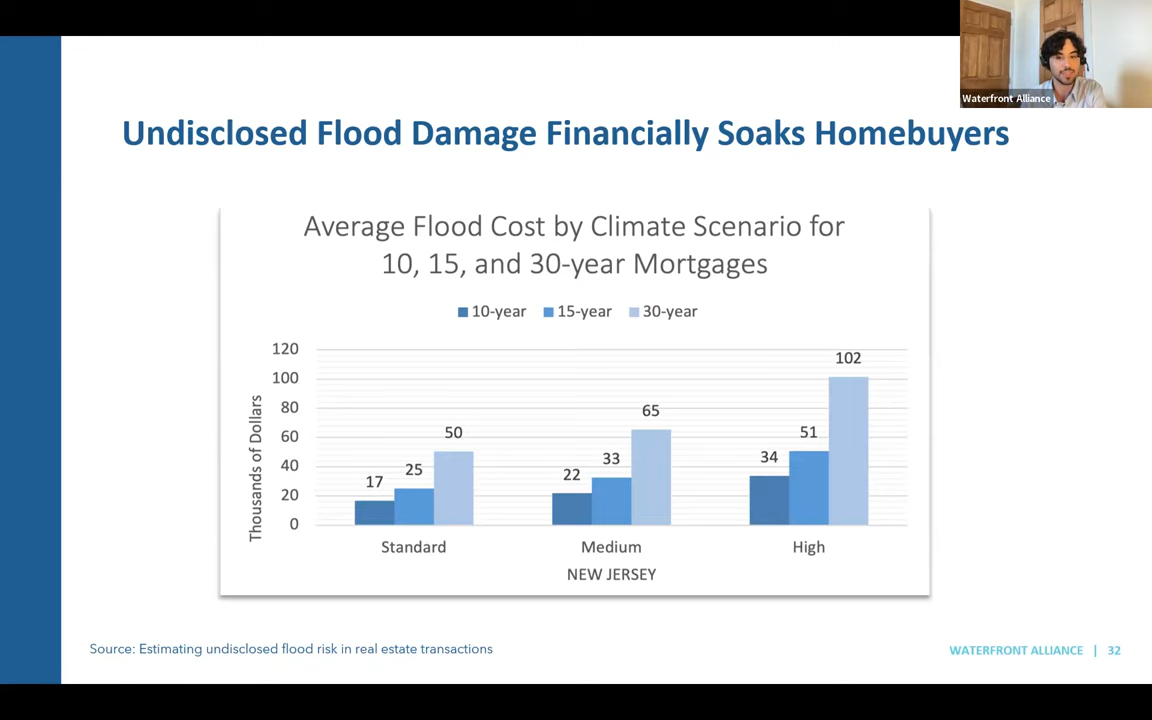 Waterfront Alliance
Undisclosed Flood Damage Financially Soaks Homebuyers
Average Flood Cost by Climate Scenario for
10, 15, and 30-year Mortgages
10-year 15-year 30-year
Thousands of Dollars
120
100
80
60
40
20
0
17 25 50
22 33 65
34 51 102
Standard Medium High
NEW JERSEY
Source: Estimating undisclosed flood risk in real estate transactions
WATERFRONT ALLIANCE | 32